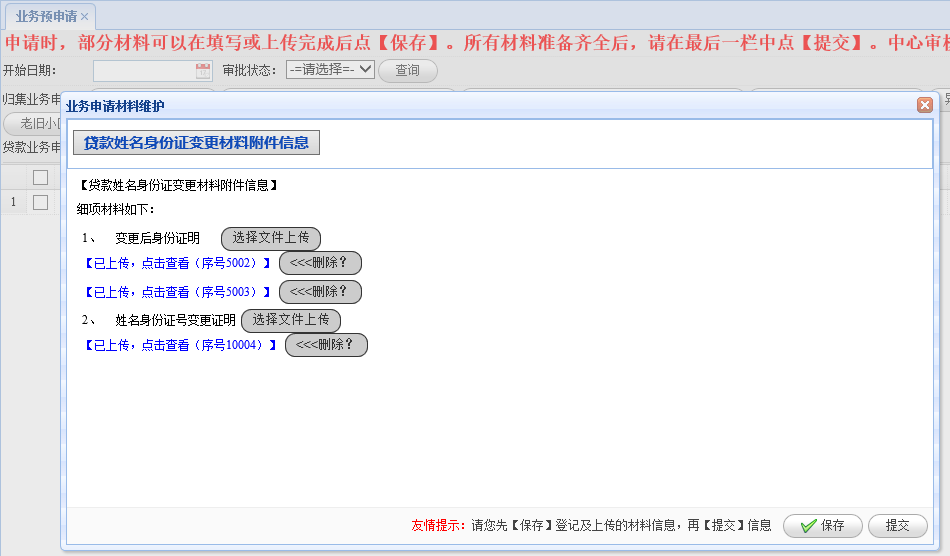 业务预申请
申请时，部分材料可以在填写或上传完成后点【保存】。所有材料准备齐全后，请在最后一栏中点【提交】。中心审核
开始日期： 审批状态： -=请选择=- 查询
归集业务申
老旧小区
贷款业务申
1
业务申请材料维护
贷款姓名身份证变更材料附件信息
【贷款姓名身份证变更材料附件信息】
细项材料如下：
1、 变更后身份证明 选择文件上传
【已上传，点击查看（序号5002）】 <<<删除？
【已上传，点击查看（序号5003）】 <<<删除？
2、 姓名身份证号变更证明 选择文件上传
【已上传，点击查看（序号10004）】 <<<删除？
友情提示：请您先【保存】登记及上传的材料信息，再【提交】信息 保存 提交